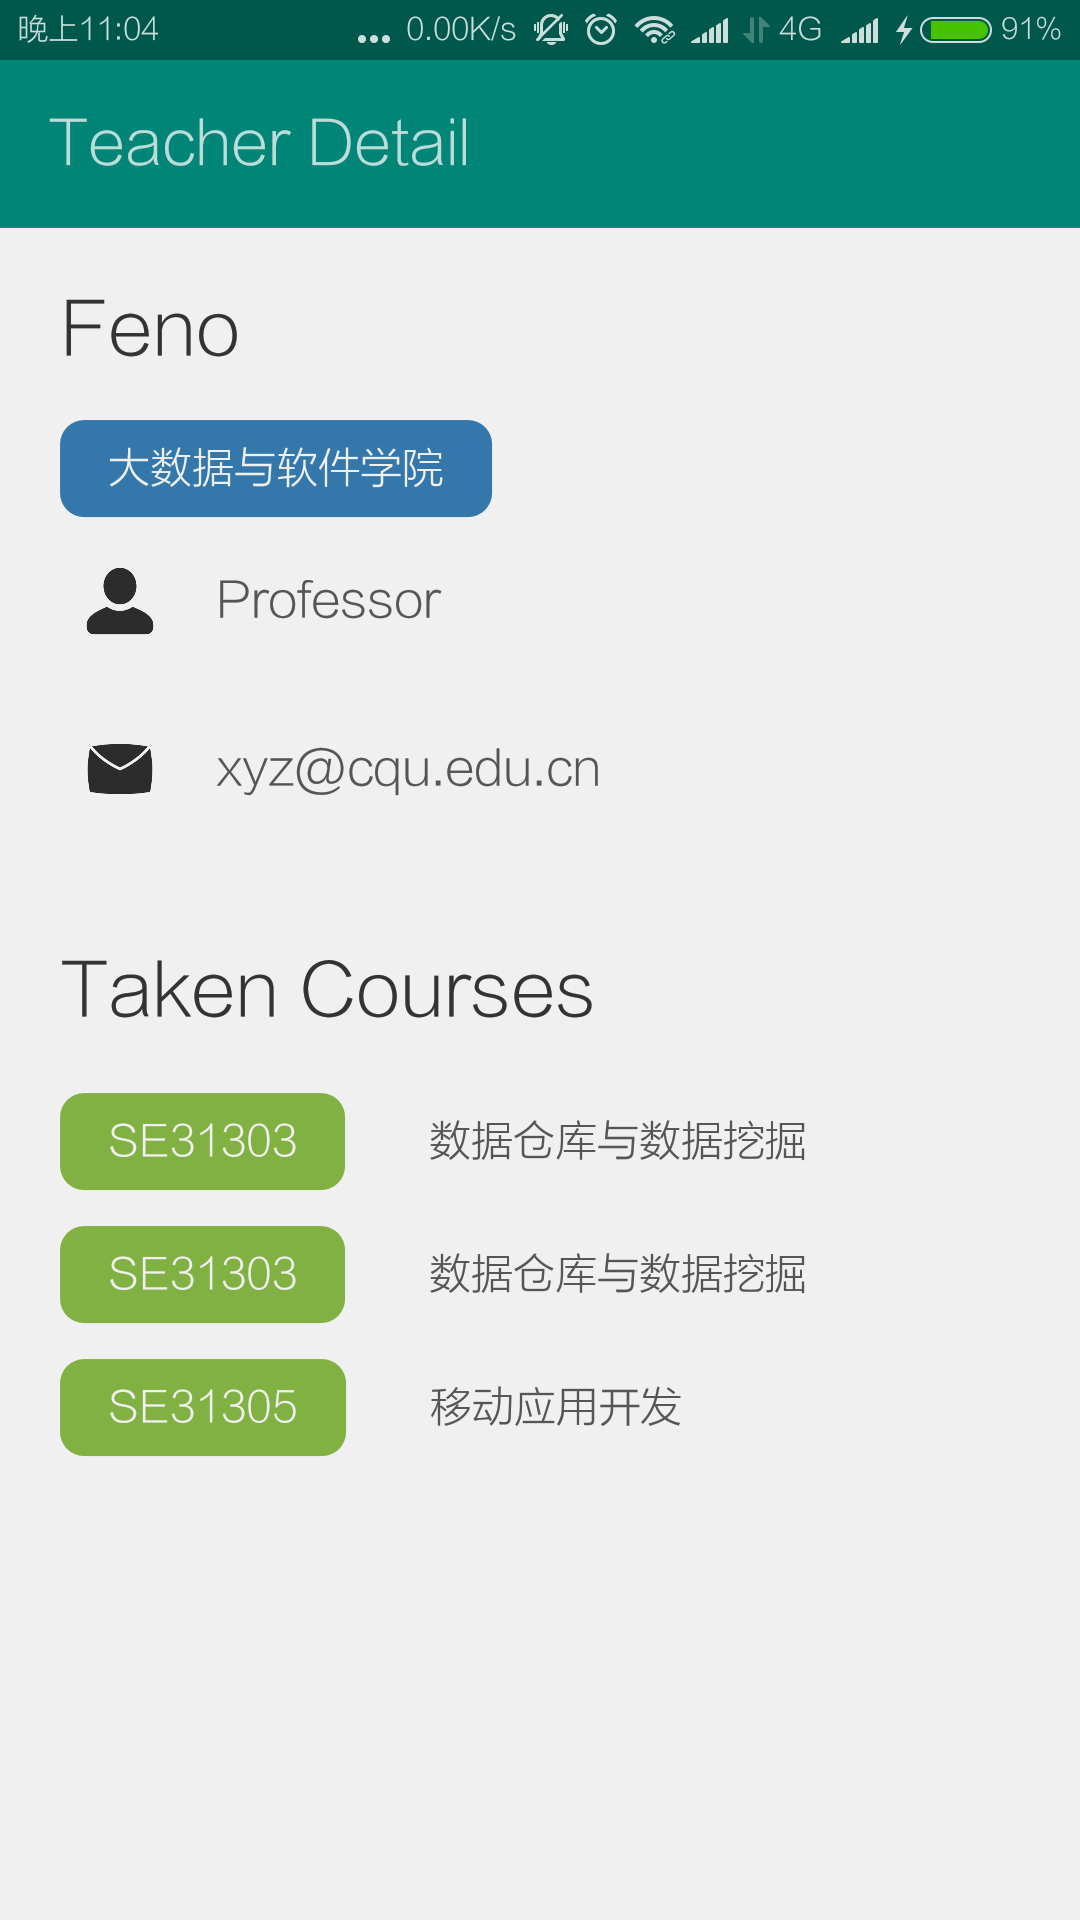 晚上11:04 ... 0.00K/s 4G 91%
Teacher Detail
Feno
大数据与软件学院
Professor
xyz@cqu.edu.cn
Taken Courses
SE31303 数据仓库与数据挖掘
SE31303 数据仓库与数据挖掘
SE31305 移动应用开发